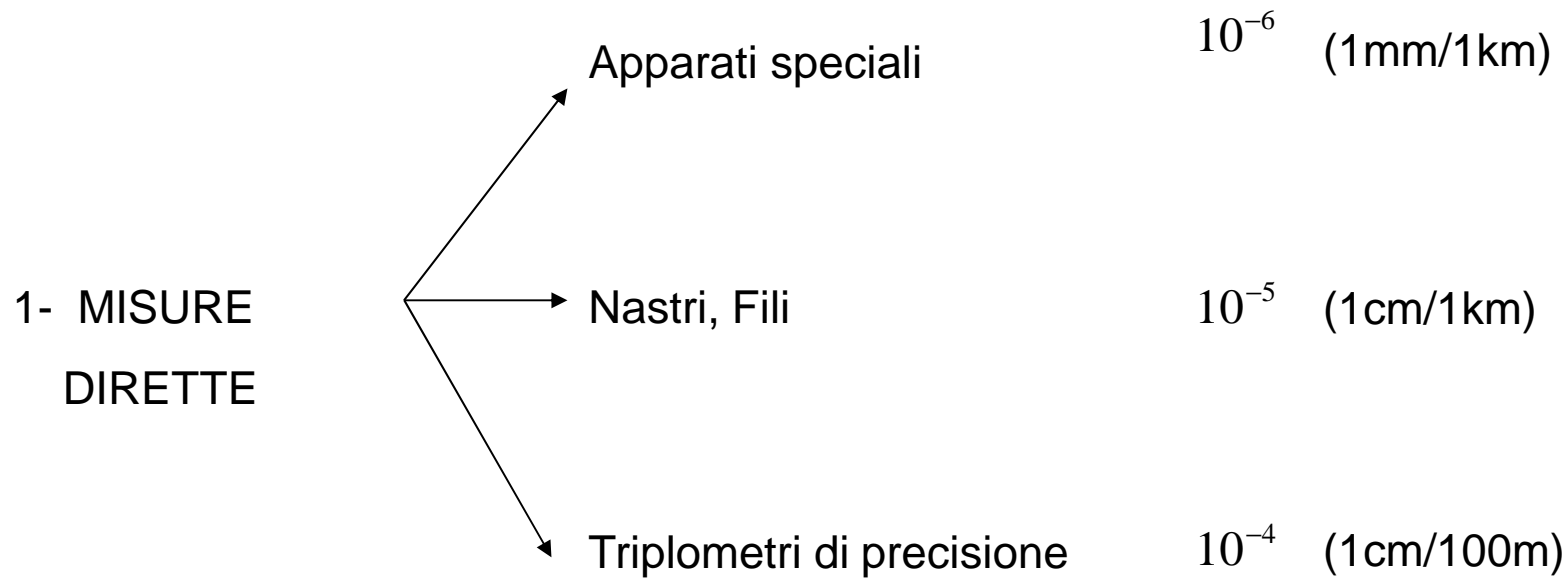 Apparati speciali 10⁻⁶ (1mm/1km)
1- MISURE DIRETTE
Nastri, Fili 10⁻⁵ (1cm/1km)
Triplometri di precisione 10⁻⁴ (1cm/100m)